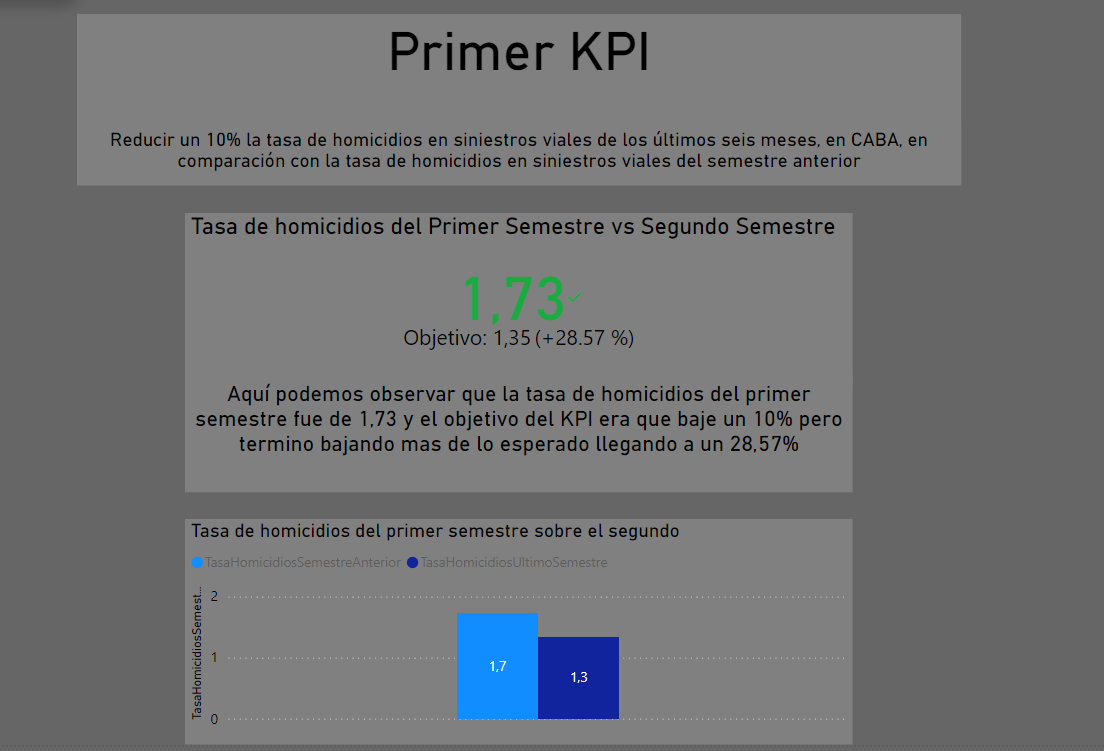 Primer KPI
Reducir un 10% la tasa de homicidios en siniestros viales de los últimos seis meses, en CABA, en
comparación con la tasa de homicidios en siniestros viales del semestre anterior
Tasa de homicidios del Primer Semestre vs Segundo Semestre
1,73
Objetivo: 1,35 (+28.57 %)
Aquí podemos observar que la tasa de homicidios del primer
semestre fue de 1,73 y el objetivo del KPI era que baje un 10% pero
termino bajando mas de lo esperado llegando a un 28,57%
Tasa de homicidios del primer semestre sobre el segundo
TasaHomicidiosSemestreAnterior TasaHomicidiosUltimoSemestre
TasaHomicidiosSemest...
2
1
0
1,7
1,3